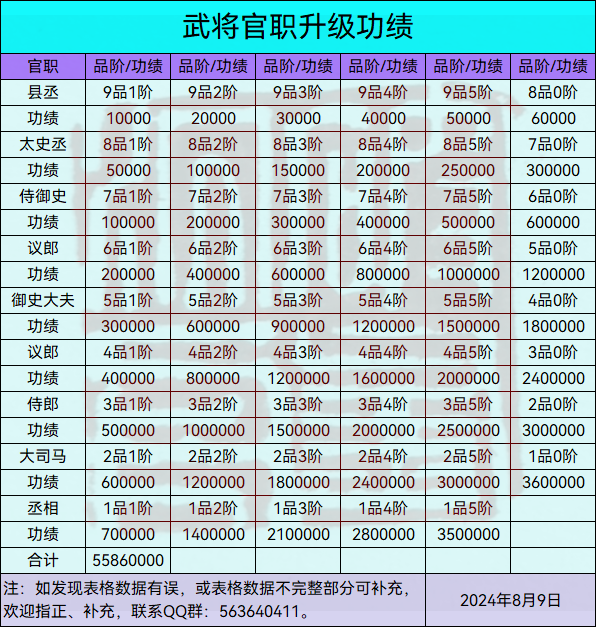 武将官职升级功绩
官职 品阶/功绩 品阶/功绩 品阶/功绩 品阶/功绩 品阶/功绩 品阶/功绩
县丞 9品1阶 9品2阶 9品3阶 9品4阶 9品5阶 8品0阶
功绩 10000 20000 30000 40000 50000 60000
太史丞 8品1阶 8品2阶 8品3阶 8品4阶 8品5阶 7品0阶
功绩 50000 100000 150000 200000 250000 300000
侍御史 7品1阶 7品2阶 7品3阶 7品4阶 7品5阶 6品0阶
功绩 100000 200000 300000 400000 500000 600000
议郎 6品1阶 6品2阶 6品3阶 6品4阶 6品5阶 5品0阶
功绩 200000 400000 600000 800000 1000000 1200000
御史大夫 5品1阶 5品2阶 5品3阶 5品4阶 5品5阶 4品0阶
功绩 300000 600000 900000 1200000 1500000 1800000
议郎 4品1阶 4品2阶 4品3阶 4品4阶 4品5阶 3品0阶
功绩 400000 800000 1200000 1600000 2000000 2400000
侍郎 3品1阶 3品2阶 3品3阶 3品4阶 3品5阶 2品0阶
功绩 500000 1000000 1500000 2000000 2500000 3000000
大司马 2品1阶 2品2阶 2品3阶 2品4阶 2品5阶 1品0阶
功绩 600000 1200000 1800000 2400000 3000000 3600000
丞相 1品1阶 1品2阶 1品3阶 1品4阶 1品5阶
功绩 700000 1400000 2100000 2800000 3500000
合计 55860000
注：如发现表格数据有误，或表格数据不完整部分可补充，
欢迎指正、补充，联系QQ群：563640411。
2024年8月9日